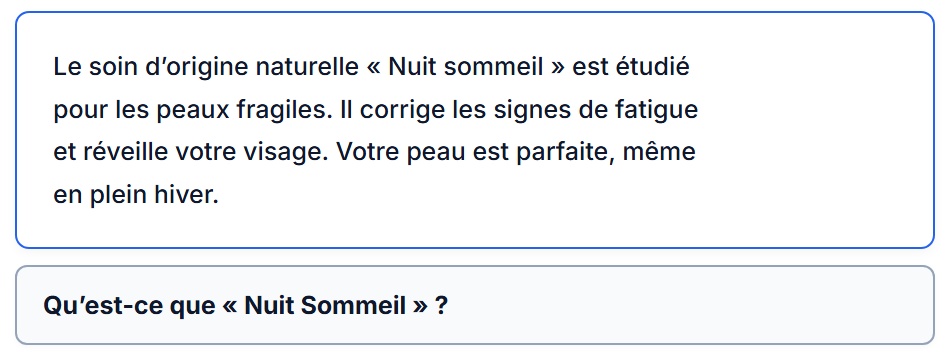 Le soin d’origine naturelle « Nuit sommeil » est étudié
pour les peaux fragiles. Il corrige les signes de fatigue
et réveille votre visage. Votre peau est parfaite, même
en plein hiver.
Qu’est-ce que « Nuit Sommeil » ?